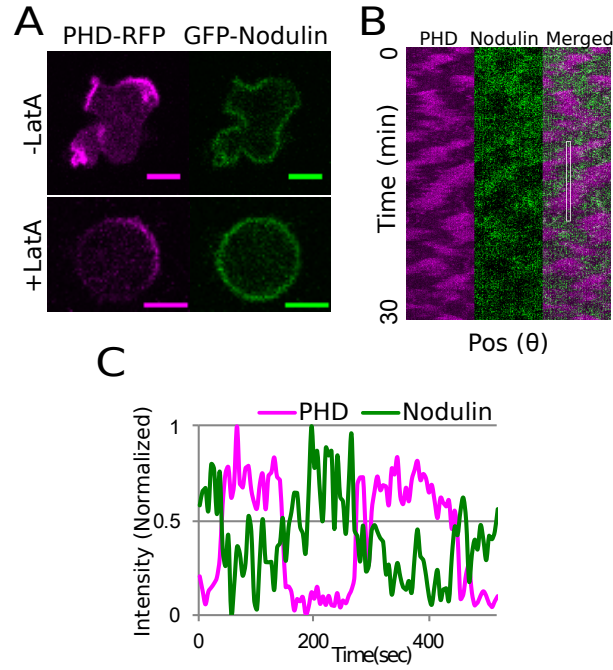 A
PHD-RFP GFP-Nodulin
-LatA
+LatA
B
PHD Nodulin Merged
0
Time (min)
30
Pos (θ)
C
PHD Nodulin
1
0.5
0
Intensity (Normalized)
0 200 400
Time(sec)